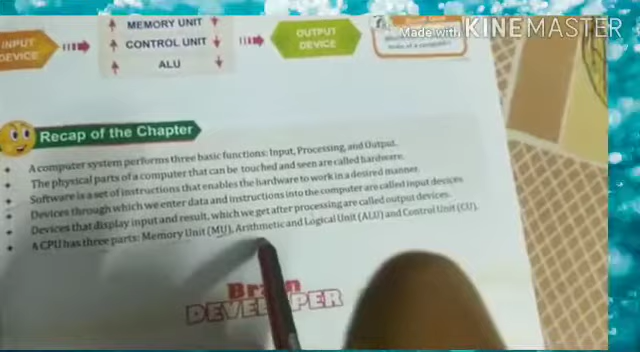 INPUT
DEVICE
MEMORY UNIT
CONTROL UNIT
ALU
OUTPUT
DEVICE
Made with KINEMASTER
Recap of the Chapter
A computer system performs three basic functions: Input, Processing, and Output.
The physical parts of a computer that can be touched and seen are called hardware.
Software is a set of instructions that enables the hardware to work in a desired manner.
Devices through which we enter data and instructions into the computer are called input devices.
Devices that display input and result, which we get after processing are called output devices.
A CPU has three parts: Memory Unit (MU), Arithmetic and Logical Unit (ALU) and Control Unit (CU).
Brain
DEVELOPER